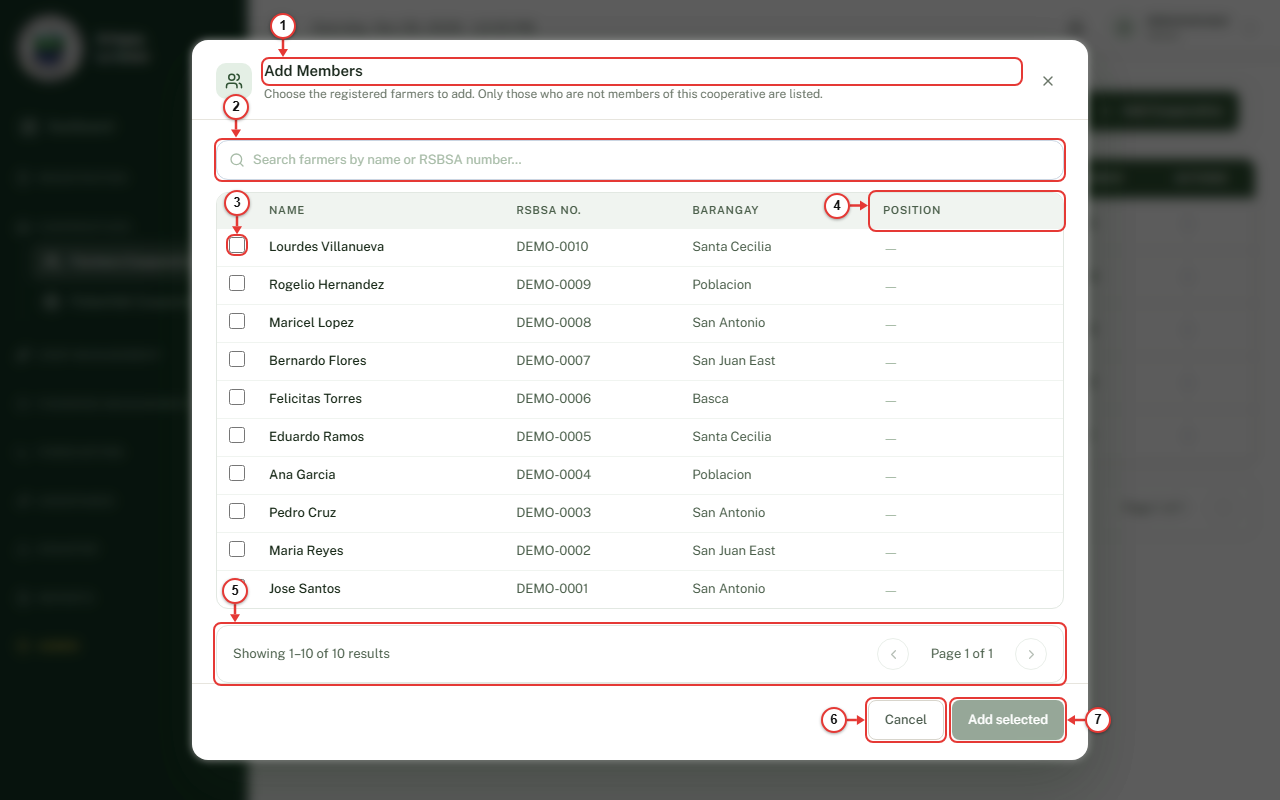 1
Add Members
Choose the registered farmers to add. Only those who are not members of this cooperative are listed.
2
Search farmers by name or RSBSA number...
3
NAME RSBSA NO. BARANGAY 4 POSITION
Lourdes Villanueva DEMO-0010 Santa Cecilia —
Rogelio Hernandez DEMO-0009 Poblacion —
Maricel Lopez DEMO-0008 San Antonio —
Bernardo Flores DEMO-0007 San Juan East —
Felicitas Torres DEMO-0006 Basca —
Eduardo Ramos DEMO-0005 Santa Cecilia —
Ana Garcia DEMO-0004 Poblacion —
Pedro Cruz DEMO-0003 San Antonio —
Maria Reyes DEMO-0002 San Juan East —
5 Jose Santos DEMO-0001 San Antonio —
Showing 1–10 of 10 results Page 1 of 1
6 Cancel Add selected 7